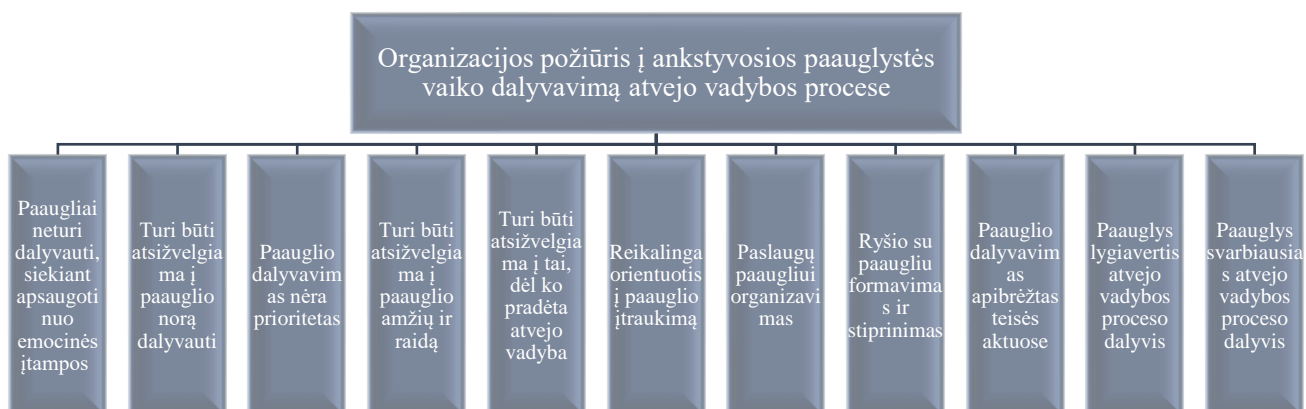 Organizacijos požiūris į ankstyvosios paauglystės
vaiko dalyvavimą atvejo vadybos procese
Paaugliai
neturi
dalyvauti,
siekiant
apsaugoti
nuo
emocinės
įtampos
Turi būti
atsižvelgia
ma į
paauglio
norą
dalyvauti
Paauglio
dalyvavim
as nėra
prioritetas
Turi būti
atsižvelgia
ma į
paauglio
amžių ir
raidą
Turi būti
atsižvelgia
ma į tai,
dėl ko
pradėta
atvejo
vadyba
Reikalinga
orientuotis
į paauglio
įtraukimą
Paslaugų
paaugliui
organizavi
mas
Ryšio su
paaugliu
formavima
s ir
stiprinimas
Paauglio
dalyvavim
as
apibrėžtas
teisės
aktuose
Paauglys
lygiavertis
atvejo
vadybos
proceso
dalyvis
Paauglys
svarbiausia
s atvejo
vadybos
proceso
dalyvis